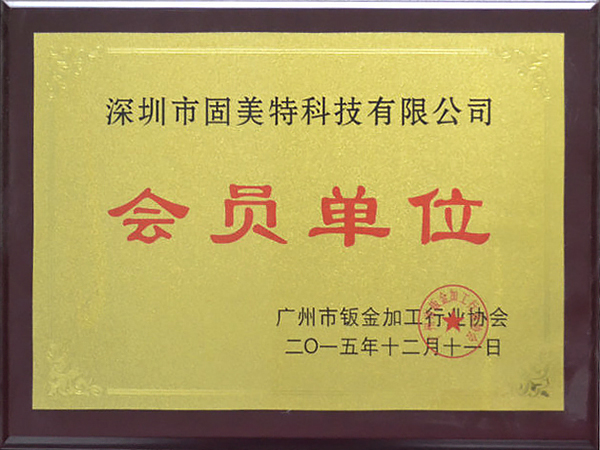 深圳市固美特科技有限公司
会员单位
广州市钣金加工行业协会
二〇一五年十二月十一日